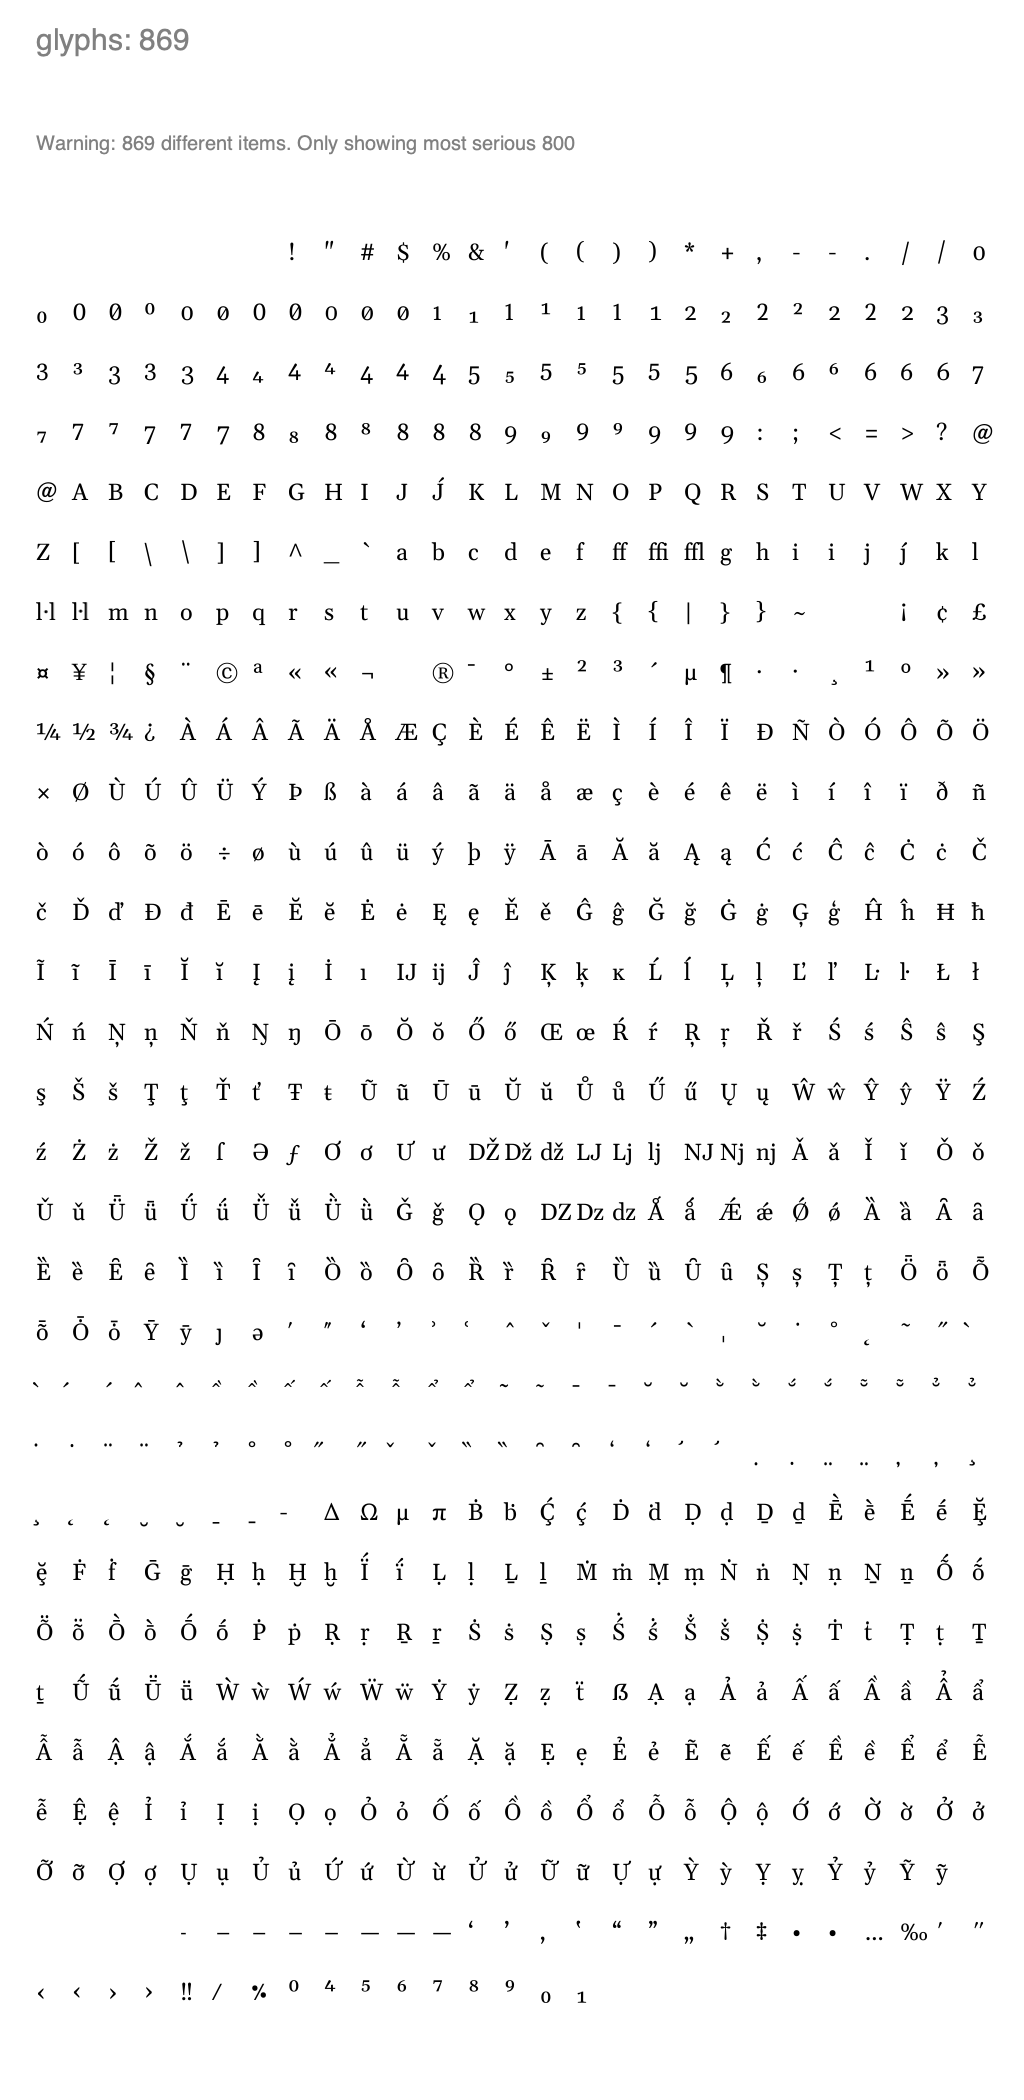 glyphs: 869
Warning: 869 different items. Only showing most serious 800
! " # $ % & ' ( ( ) ) * + , - - . / / 0
₀ 0 0 ⁰ 0 0 0 0 0 0 0 1 ₁ 1 ¹ 1 1 1 2 ₂ 2 ² 2 2 2 3 ₃
3 ³ 3 3 3 4 ₄ 4 ⁴ 4 4 4 5 ₅ 5 ⁵ 5 5 5 6 ₆ 6 ⁶ 6 6 6 7
₇ 7 ⁷ 7 7 7 8 ₈ 8 ⁸ 8 8 8 9 ₉ 9 ⁹ 9 9 9 : ; < = > ? @
@ A B C D E F G H I J J́ K L M N O P Q R S T U V W X Y
Z [ [ \ \ ] ] ^ _ ` a b c d e f ff ffi ffl g h i i j j́ k l
l·l l·l m n o p q r s t u v w x y z { { | } } ~ ¡ ¢ £
¤ ¥ ¦ § ¨ © ª « « ¬ ® ¯ ° ± ² ³ ´ µ ¶ · · ¸ ¹ º » »
¼ ½ ¾ ¿ À Á Â Ã Ä Å Æ Ç È É Ê Ë Ì Í Î Ï Ð Ñ Ò Ó Ô Õ Ö
× Ø Ù Ú Û Ü Ý Þ ß à á â ã ä å æ ç è é ê ë ì í î ï ð ñ
ò ó ô õ ö ÷ ø ù ú û ü ý þ ÿ Ā ā Ă ă Ą ą Ć ć Ĉ ĉ Ċ ċ Č
č Ď ď Đ đ Ē ē Ĕ ĕ Ė ė Ę ę Ě ě Ĝ ĝ Ğ ğ Ġ ġ Ģ ģ Ĥ ĥ Ħ ħ
Ĩ ĩ Ī ī Ĭ ĭ Į į İ ı Ĳ ĳ Ĵ ĵ Ķ ķ ĸ Ĺ ĺ Ļ ļ Ľ ľ Ŀ ŀ Ł ł
Ń ń Ņ ņ Ň ň Ŋ ŋ Ō ō Ŏ ŏ Ő ő Œ œ Ŕ ŕ Ŗ ŗ Ř ř Ś ś Ŝ ŝ Ş
ş Š š Ţ ţ Ť ť Ŧ ŧ Ũ ũ Ū ū Ŭ ŭ Ů ů Ű ű Ų ų Ŵ ŵ Ŷ ŷ Ÿ Ź
ź Ż ż Ž ž ſ Ə ƒ Ơ ơ Ư ư Ǆ ǅ ǆ Ǉ ǈ ǉ Ǌ ǋ ǌ Ǎ ǎ Ǐ ǐ Ǒ ǒ
Ǔ ǔ Ǖ ǖ Ǘ ǘ Ǚ ǚ Ǜ ǜ Ǧ ǧ Ǫ ǫ Ǳ ǲ ǳ Ǻ ǻ Ǽ ǽ Ǿ ǿ Ȁ ȁ Ȃ ȃ
Ȅ ȅ Ȇ ȇ Ȉ ȉ Ȋ ȋ Ȍ ȍ Ȏ ȏ Ȑ ȑ Ȓ ȓ Ȕ ȕ Ȗ ȗ Ș ș Ț ț Ȫ ȫ Ȭ
ȭ Ȱ ȱ Ȳ ȳ ȷ ə ʹ ʺ ʻ ʼ ʾ ʿ ˆ ˇ ˈ ˉ ˊ ˋ ˌ ˘ ˙ ˚ ˛ ˜ ˝ ̀
Δ Ω μ π Ḃ ḃ Ḉ ḉ Ḋ ḋ Ḍ ḍ Ḏ ḏ Ḕ ḕ Ḗ ḗ Ḝ
ḝ Ḟ ḟ Ḡ ḡ Ḥ ḥ Ḫ ḫ Ḯ ḯ Ḷ ḷ Ḻ ḻ Ṁ ṁ Ṃ ṃ Ṅ ṅ Ṇ ṇ Ṉ ṉ Ṍ ṍ
Ṏ ṏ Ṑ ṑ Ṓ ṓ Ṗ ṗ Ṛ ṛ Ṟ ṟ Ṡ ṡ Ṣ ṣ Ṥ ṥ Ṧ ṧ Ṩ ṩ Ṫ ṫ Ṭ ṭ Ṯ
ṯ Ṹ ṹ Ṻ ṻ Ẁ ẁ Ẃ ẃ Ẅ ẅ Ẏ ẏ Ẓ ẓ ẗ ẞ Ạ ạ Ả ả Ấ ấ Ầ ầ Ẩ ẩ
Ẫ ẫ Ậ ậ Ắ ắ Ằ ằ Ẳ ẳ Ẵ ẵ Ặ ặ Ẹ ẹ Ẻ ẻ Ẽ ẽ Ế ế Ề ề Ể ể Ễ
ễ Ệ ệ Ỉ ỉ Ị ị Ọ ọ Ỏ ỏ Ố ố Ồ ồ Ổ ổ Ỗ ỗ Ộ ộ Ớ ớ Ờ ờ Ở ở
Ỡ ỡ Ợ ợ Ụ ụ Ủ ủ Ứ ứ Ừ ừ Ử ử Ữ ữ Ự ự Ỳ ỳ Ỵ ỵ Ỷ ỷ Ỹ ỹ
‐ – – – – — — — ‘ ’ ‚ ‛ “ ” „ † ‡ • • … ‰ ′ ″
‹ ‹ › › ‼ ⁄ ⁒ ⁰ ⁴ ⁵ ⁶ ⁷ ⁸ ⁹ ₀ ₁